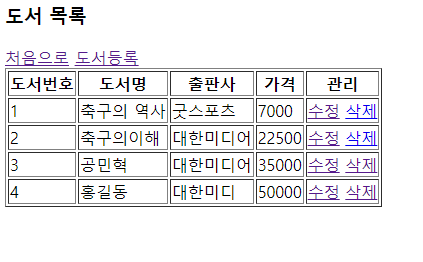 도서 목록
처음으로 도서등록
도서번호 도서명 출판사 가격 관리
1 축구의 역사 굿스포츠 7000 수정 삭제
2 축구의이해 대한미디어 22500 수정 삭제
3 공민혁 대한미디어 35000 수정 삭제
4 홍길동 대한미디 50000 수정 삭제